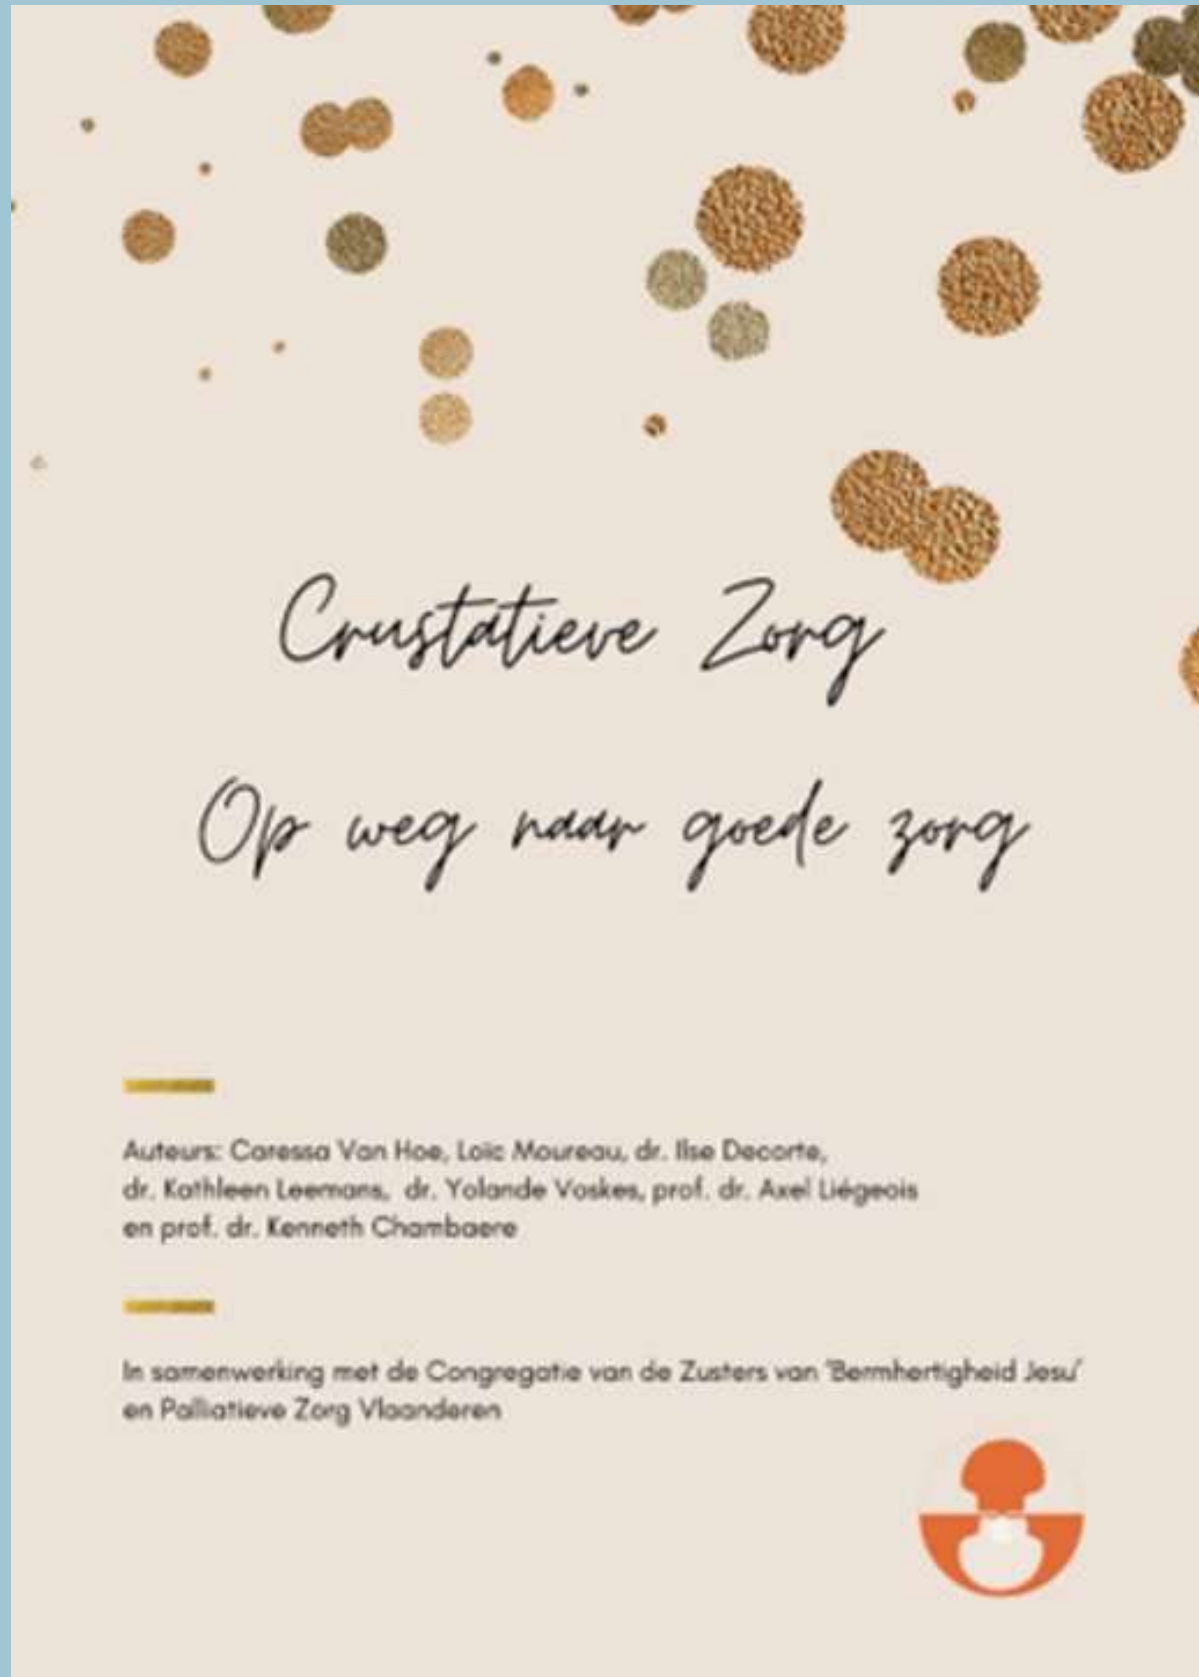 Crustatieve Zorg
Op weg naar goede zorg
Auteurs: Caressa Van Hoe, Loïc Moureau, dr. Ilse Decorte,
dr. Kathleen Leemans, dr. Yolande Voskes, prof. dr. Axel Liégeois
en prof. dr. Kenneth Chambaere
In samenwerking met de Congregatie van de Zusters van 'Bermhertigheid Jesu'
en Palliatieve Zorg Vlaanderen